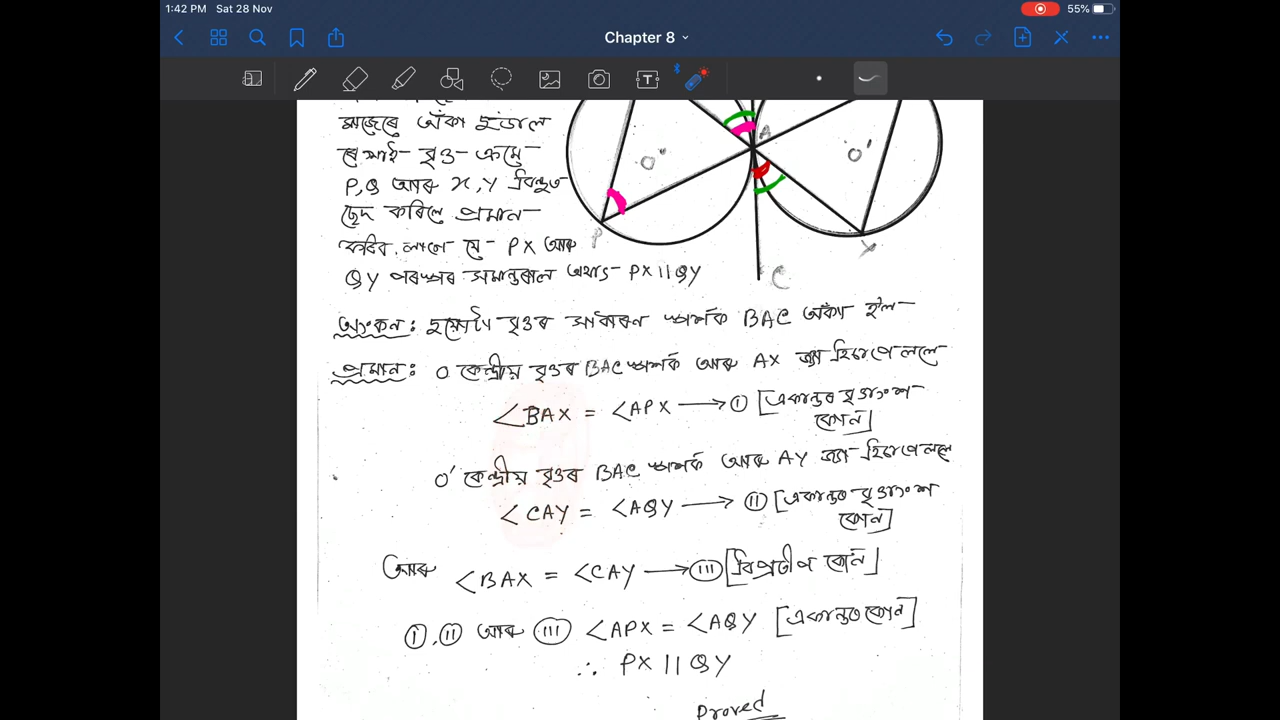 1:42 PM Sat 28 Nov
55%
Chapter 8
A
O
O'
P
Y
C
মাজেৰে অঁকা দুডাল
ৰেখাই বৃত্ত ক্ৰমে
P, Q আৰু X, Y বিন্দুত
ছেদ কৰিলে প্ৰমান
কৰিব লাগে যে PX আৰু
QY পৰস্পৰ সমান্তৰাল অৰ্থাৎ PX || QY
অংকন: দুয়োটা বৃত্তৰ সাধাৰন স্পৰ্শক BAC অঁকা হ'ল
প্ৰমান: O কেন্দ্ৰীয় বৃত্তৰ BAC স্পৰ্শক আৰু AX জ্যা হিচাপে ললে
∠BAX = ∠APX ⟶ (I) [একান্তৰ বৃত্তাংশ
কোন]
O' কেন্দ্ৰীয় বৃত্তৰ BAC স্পৰ্শক আৰু AY জ্যা হিচাপে ললে
∠CAY = ∠AQY ⟶ (II) [একান্তৰ বৃত্তাংশ
কোন]
আৰু ∠BAX = ∠CAY ⟶ (III) [বিপ্ৰতীপ কোন]
(I), (II) আৰু (III) ∠APX = ∠AQY [একান্তৰ কোন]
∴ PX || QY
Proved